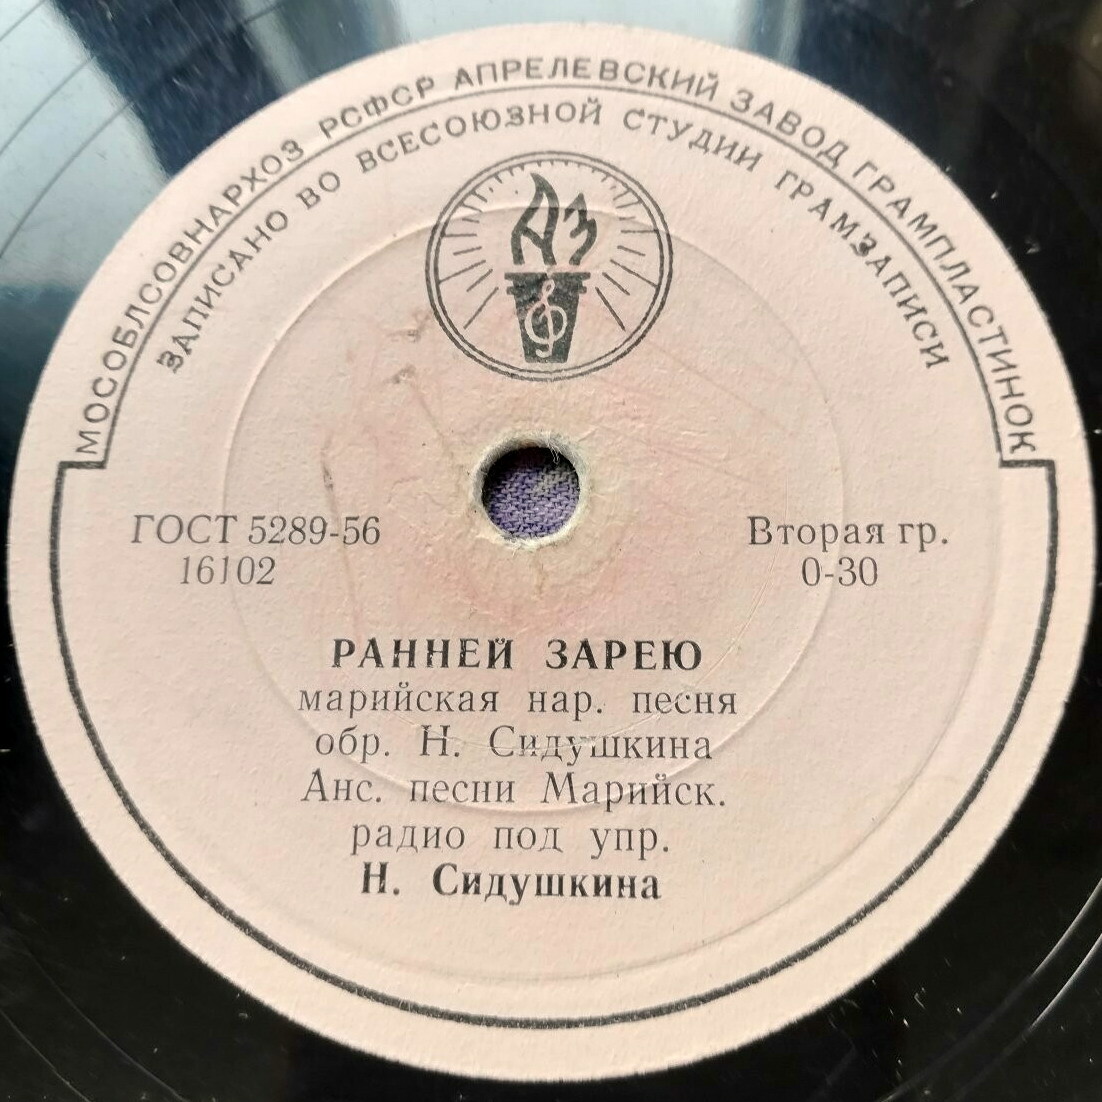 МОСОБЛСОВНАРХОЗ РСФСР АПРЕЛЕВСКИЙ ЗАВОД ГРАМПЛАСТИНОК
ЗАПИСАНО ВО ВСЕСОЮЗНОЙ СТУДИИ ГРАМЗАПИСИ
АЗ
ГОСТ 5289-56
16102
Вторая гр.
0-30
РАННЕЙ ЗАРЕЮ
марийская нар. песня
обр. Н. Сидушкина
Анс. песни Марийск.
радио под упр.
Н. Сидушкина